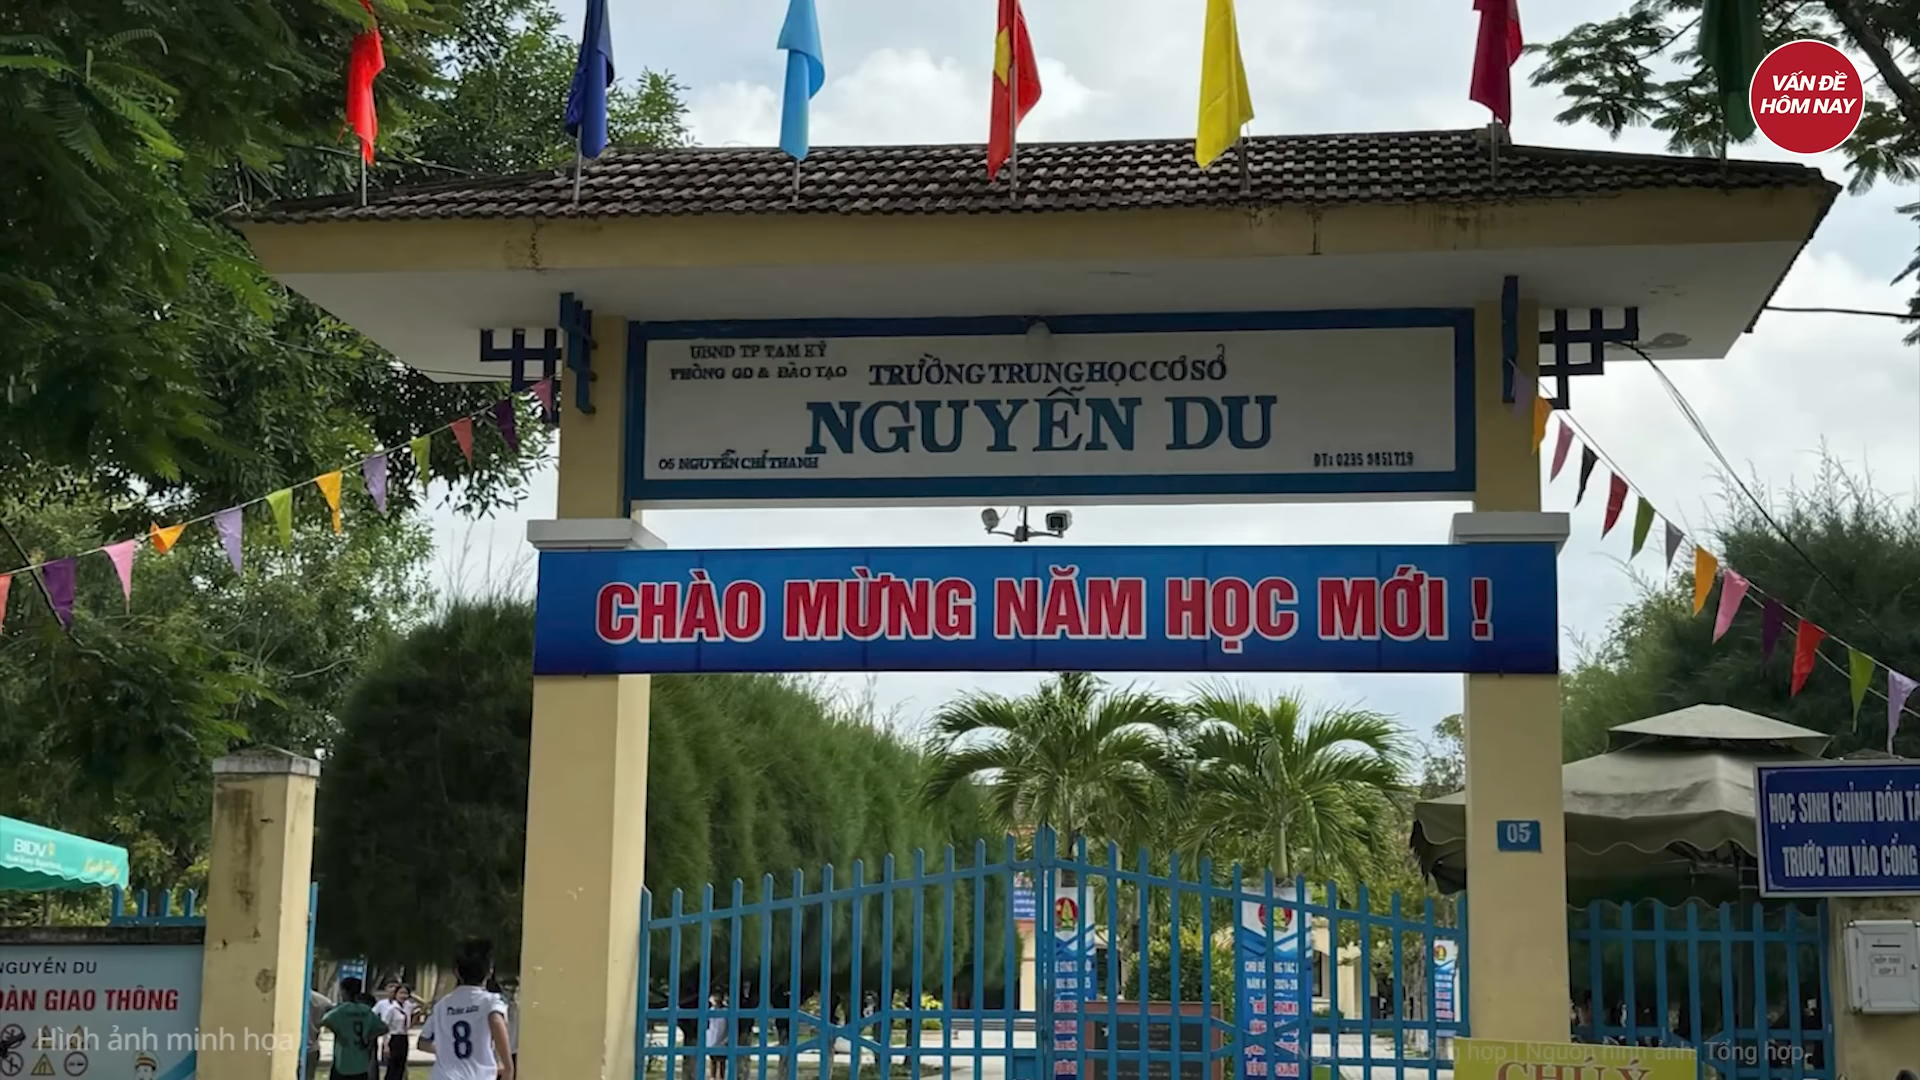 VẤN ĐỀ
HÔM NAY
UBND TP TAM KỲ
PHÒNG GD & ĐÀO TẠO
TRƯỜNG TRUNG HỌC CƠ SỞ
NGUYỄN DU
05 NGUYỄN CHÍ THANH
ĐT: 0235 3851719
CHÀO MỪNG NĂM HỌC MỚI !
05
HỌC SINH CHỈNH ĐỐN
TRƯỚC KHI VÀO CỔNG
BIDV
NGUYỄN DU
GIAO THÔNG
8
9
Hình ảnh minh họa
Nguồn hình ảnh: Tổng hợp
CHÚ Ý